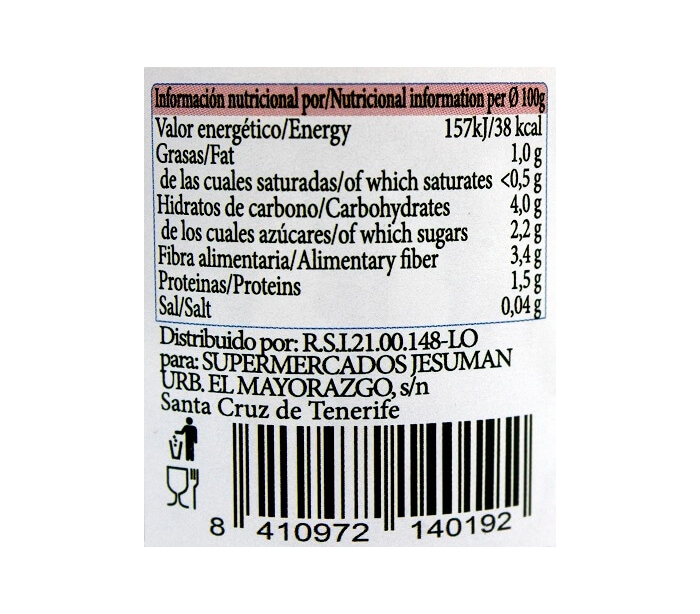 Información nutricional por/Nutricional information per Ø 100g
Valor energético/Energy 157kJ/38 kcal
Grasas/Fat 1,0 g
de las cuales saturadas/of which saturates <0,5 g
Hidratos de carbono/Carbohydrates 4,0 g
de los cuales azúcares/of which sugars 2,2 g
Fibra alimentaria/Alimentary fiber 3,4 g
Proteinas/Proteins 1,5 g
Sal/Salt 0,04 g
Distribuido por: R.S.I.21.00.148-LO
para: SUPERMERCADOS JESUMAN
URB. EL MAYORAZGO, s/n
Santa Cruz de Tenerife
8 410972 140192